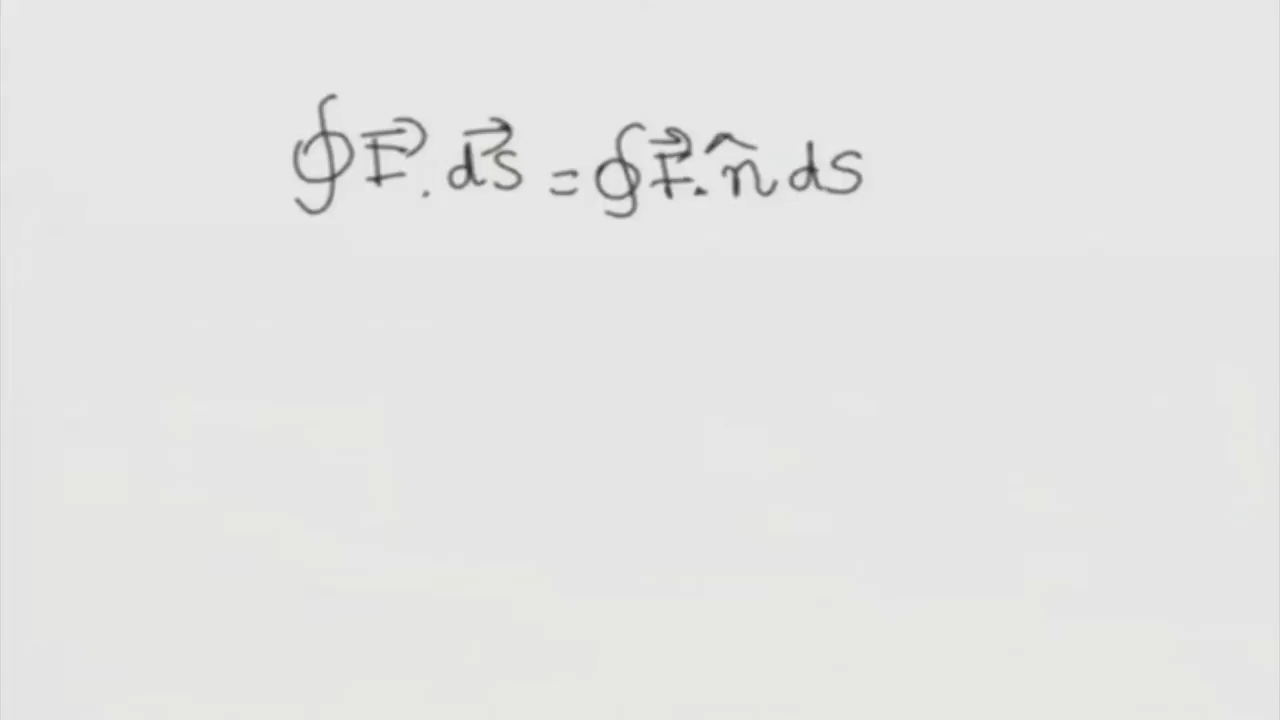 ∮F⃗. ds⃗ = ∮F⃗. n̂ ds